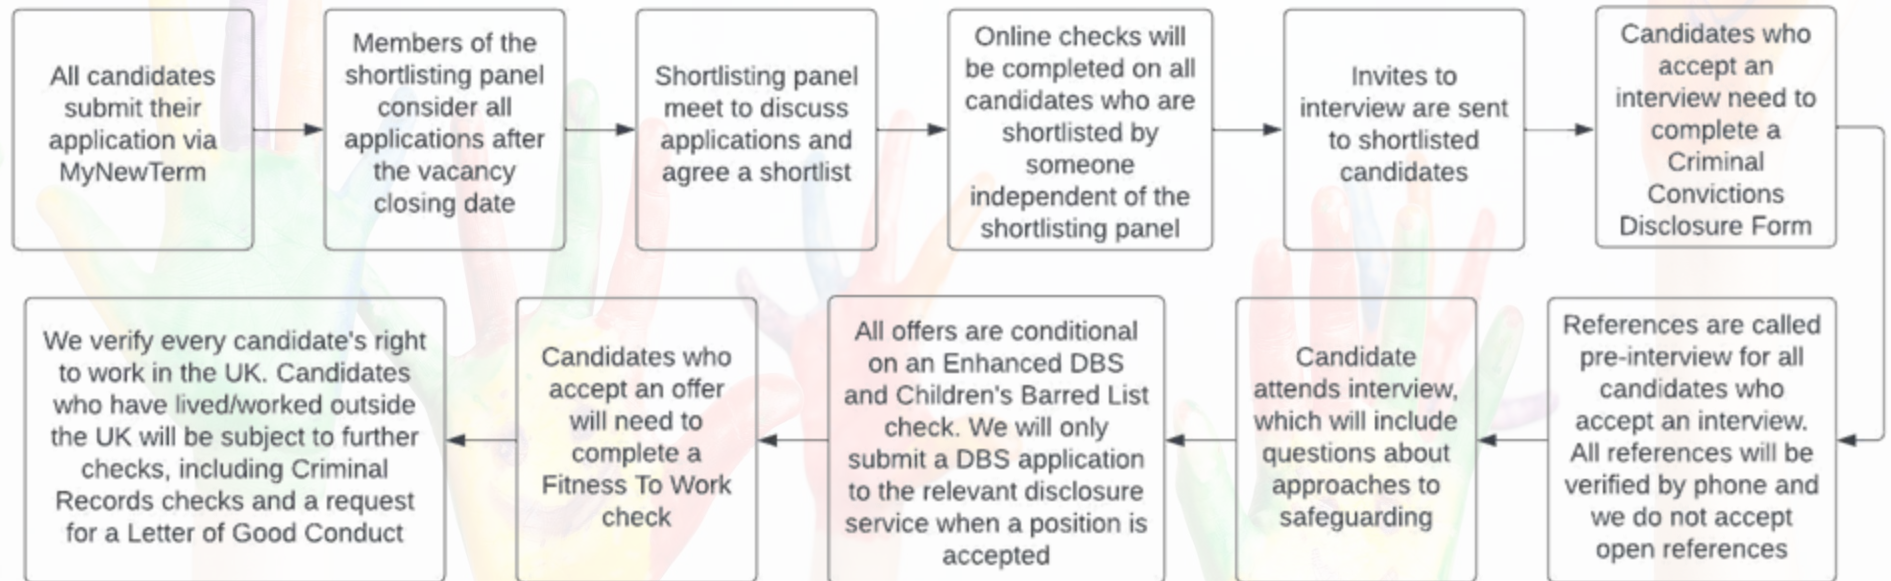 All candidates
submit their
application via
MyNewTerm
Members of the
shortlisting panel
consider all
applications after
the vacancy
closing date
Shortlisting panel
meet to discuss
applications and
agree a shortlist
Online checks will
be completed on all
candidates who are
shortlisted by
someone
independent of the
shortlisting panel
Invites to
interview are sent
to shortlisted
candidates
Candidates who
accept an
interview need to
complete a
Criminal
Convictions
Disclosure Form
References are called
pre-interview for all
candidates who
accept an interview.
All references will be
verified by phone and
we do not accept
open references
Candidate
attends interview,
which will include
questions about
approaches to
safeguarding
All offers are conditional
on an Enhanced DBS
and Children's Barred List
check. We will only
submit a DBS application
to the relevant disclosure
service when a position is
accepted
Candidates who
accept an offer
will need to
complete a
Fitness To Work
check
We verify every candidate's right
to work in the UK. Candidates
who have lived/worked outside
the UK will be subject to further
checks, including Criminal
Records checks and a request
for a Letter of Good Conduct